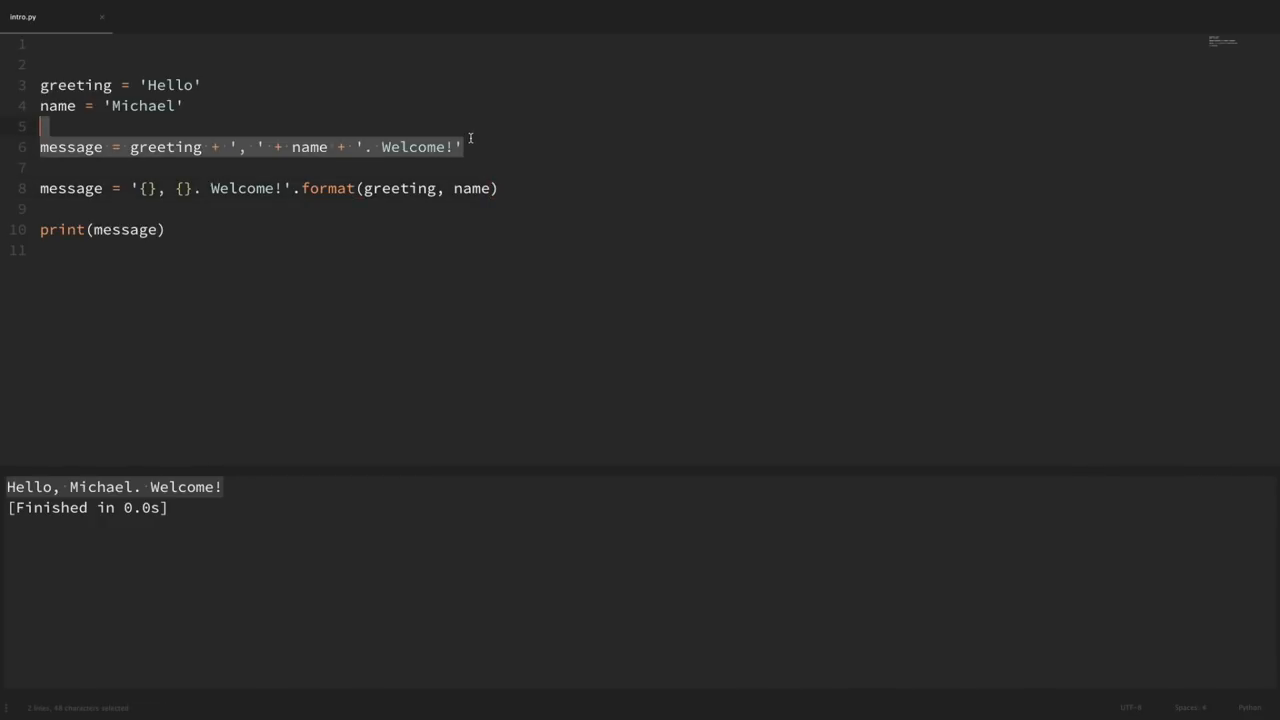 intro.py ×
1
2
3 greeting = 'Hello'
4 name = 'Michael'
5
6 message = greeting + ', ' + name + '. Welcome!'
7
8 message = '{}, {}. Welcome!'.format(greeting, name)
9
10 print(message)
11
Hello, Michael. Welcome!
[Finished in 0.0s]
2 lines, 48 characters selected UTF-8 Spaces: 4 Python